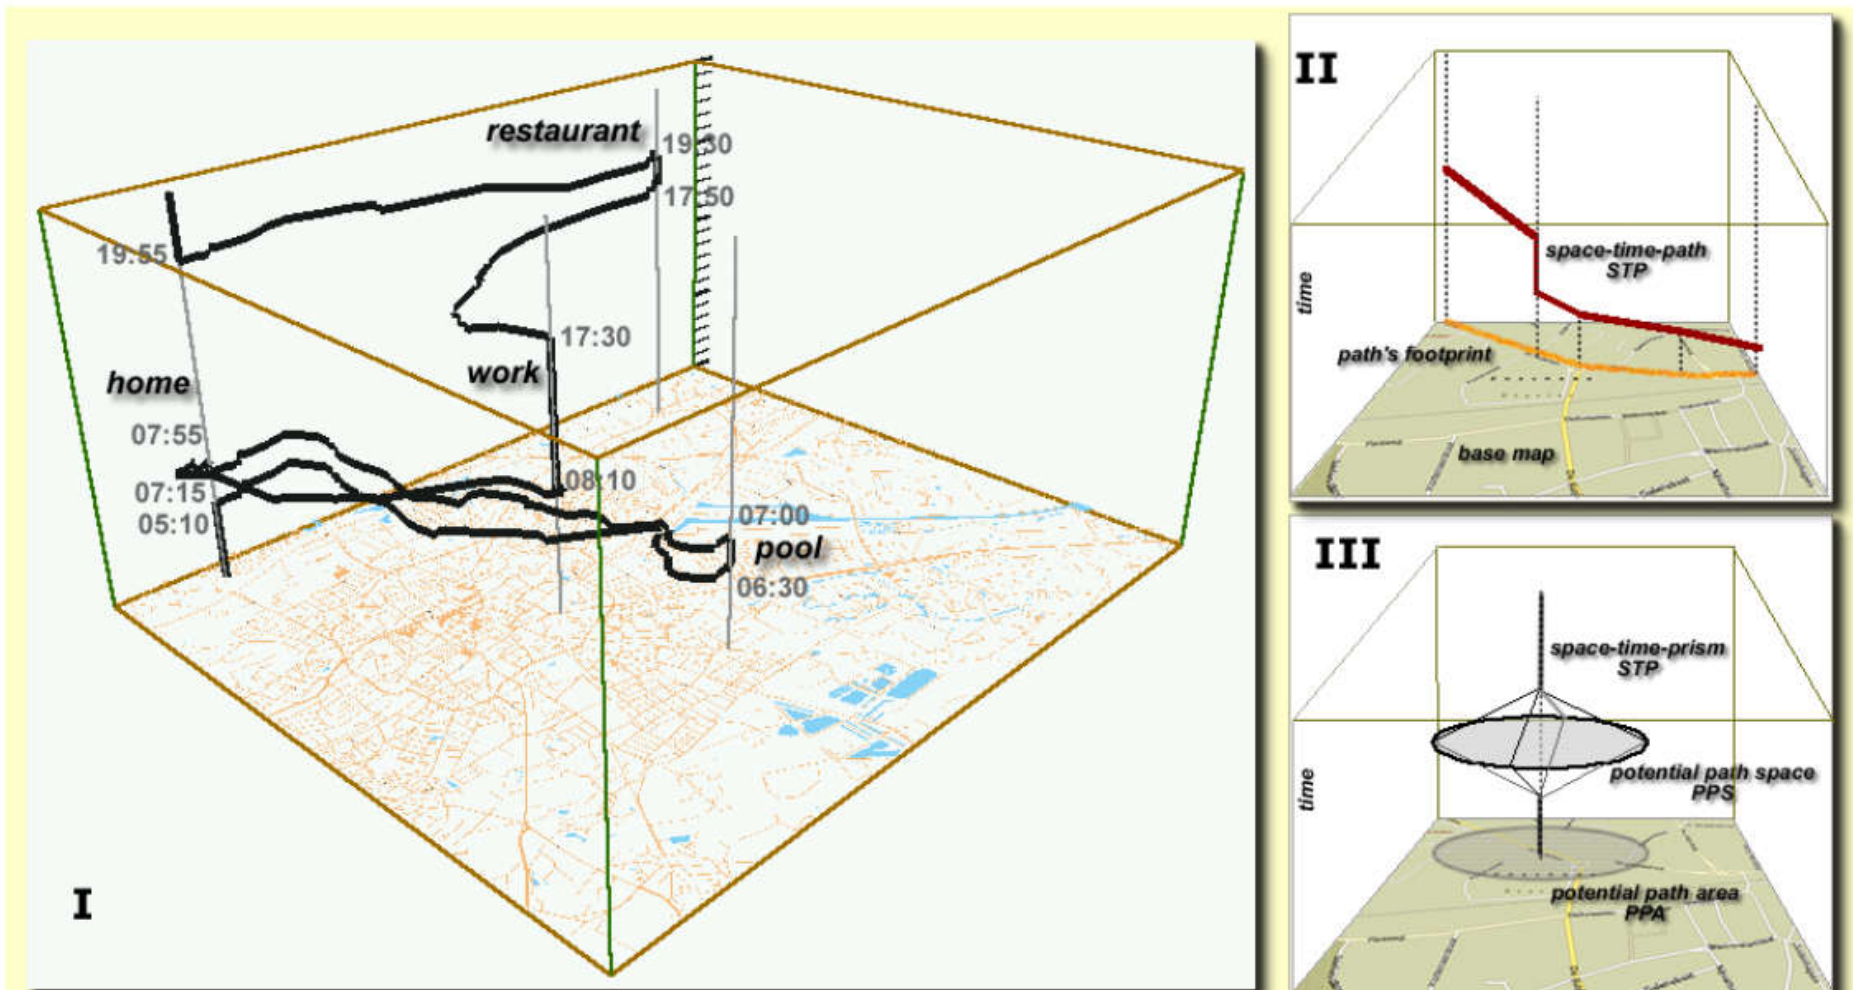 restaurant
19:30
17:50
19:55
17:30
work
home
07:55
08:10
07:15
05:10
07:00
pool
06:30
I
II
space-time-path
STP
time
path's footprint
base map
III
space-time-prism
STP
potential path space
PPS
time
potential path area
PPA